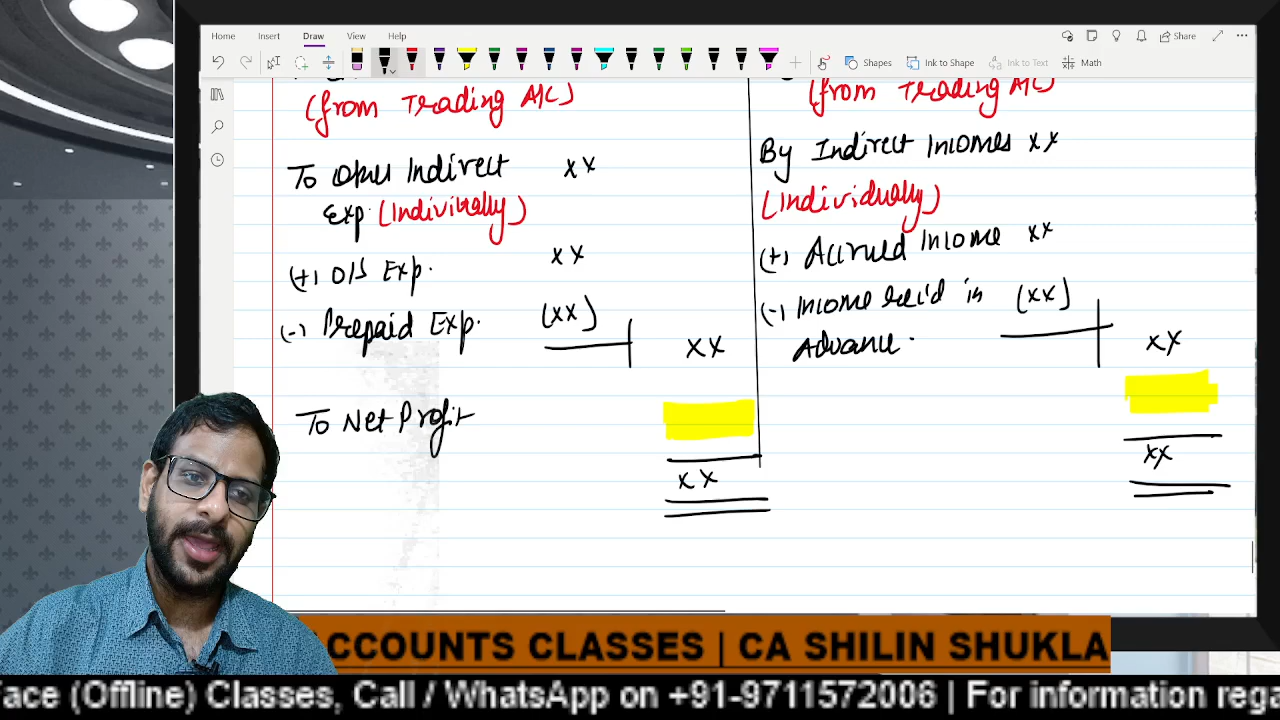 Home Insert Draw View Help
Share
Shapes Ink to Shape Ink to Text Math
(from Trading A/C)
To Other Indirect xx
Exp. (Indivirally)
(+) O/S Exp. xx
(-) Prepaid Exp. (xx)
xx
To Net Profit
xx
(from Trading A/C)
By Indirect Incomes xx
(Individually)
(+) Accrued Income xx
(-) Income Rec'd in (xx)
Advance.
xx
xx
CCOUNTS CLASSES | CA SHILIN SHUKLA
Face (Offline) Classes, Call / WhatsApp on +91-9711572006 | For information rega